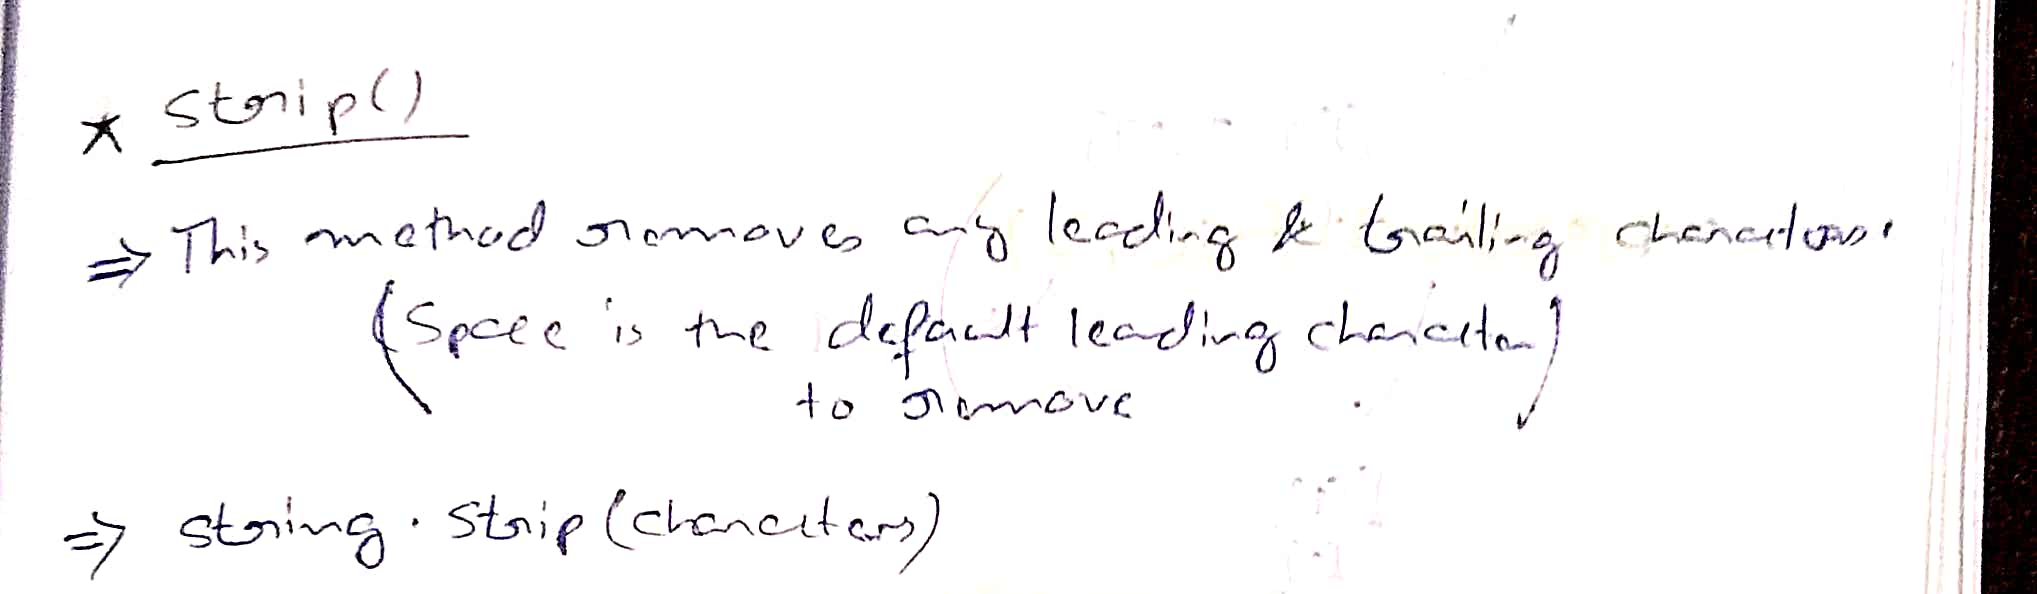 * strip()
⇒ This method removes any leading & trailing characters.
(Space is the default leading character)
to remove
⇒ string.strip(characters)